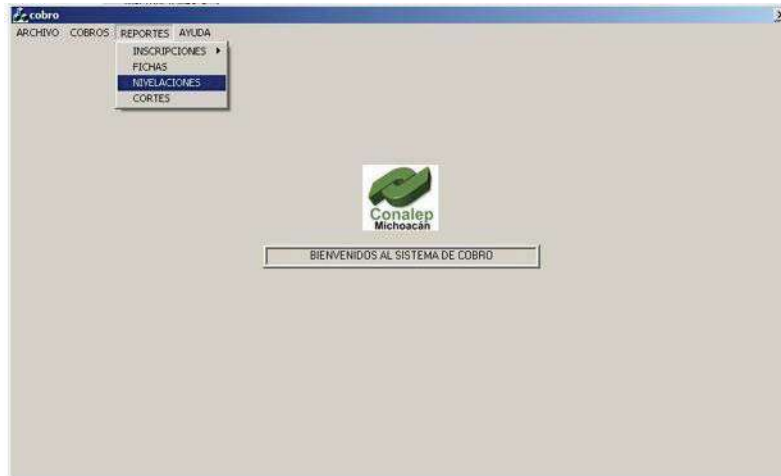 cobro
ARCHIVO COBROS REPORTES AYUDA
INSCRIPCIONES
FICHAS
NIVELACIONES
CORTES
Conalep
Michoacán
BIENVENIDOS AL SISTEMA DE COBRO